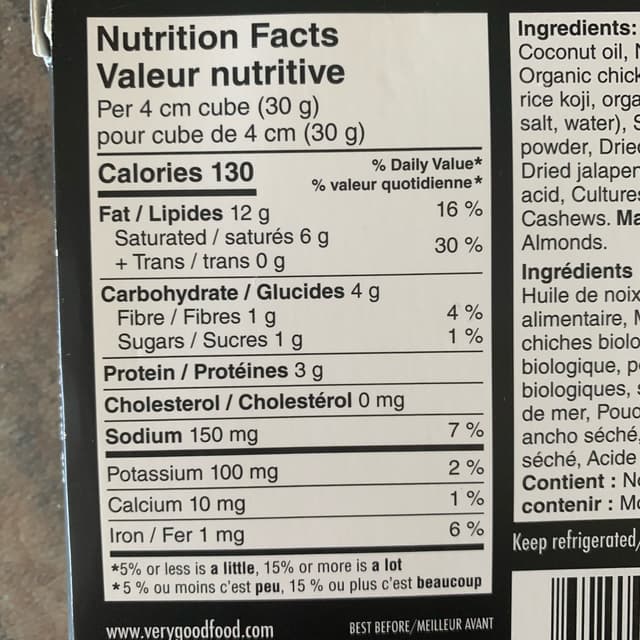 Nutrition Facts
Valeur nutritive
Per 4 cm cube (30 g)
pour cube de 4 cm (30 g)
Calories 130
% Daily Value*
% valeur quotidienne*
Fat / Lipides 12 g 16 %
Saturated / saturés 6 g
+ Trans / trans 0 g
30 %
Carbohydrate / Glucides 4 g
Fibre / Fibres 1 g 4 %
Sugars / Sucres 1 g 1 %
Protein / Protéines 3 g
Cholesterol / Cholestérol 0 mg
Sodium 150 mg 7 %
Potassium 100 mg 2 %
Calcium 10 mg 1 %
Iron / Fer 1 mg 6 %
*5% or less is a little, 15% or more is a lot
*5 % ou moins c'est peu, 15 % ou plus c'est beaucoup
www.verygoodfood.com
BEST BEFORE/MEILLEUR AVANT
Ingredients:
Coconut oil,
Organic
rice koji,
salt, water),
powder,
Dried
acid,
Cashews.
Almonds.
Ingrédients
Huile de noix
alimentaire,
chiches
biologique,
biologiques,
de mer,
ancho séché,
séché, Acide
Contient :
contenir :
Keep refrigerated/